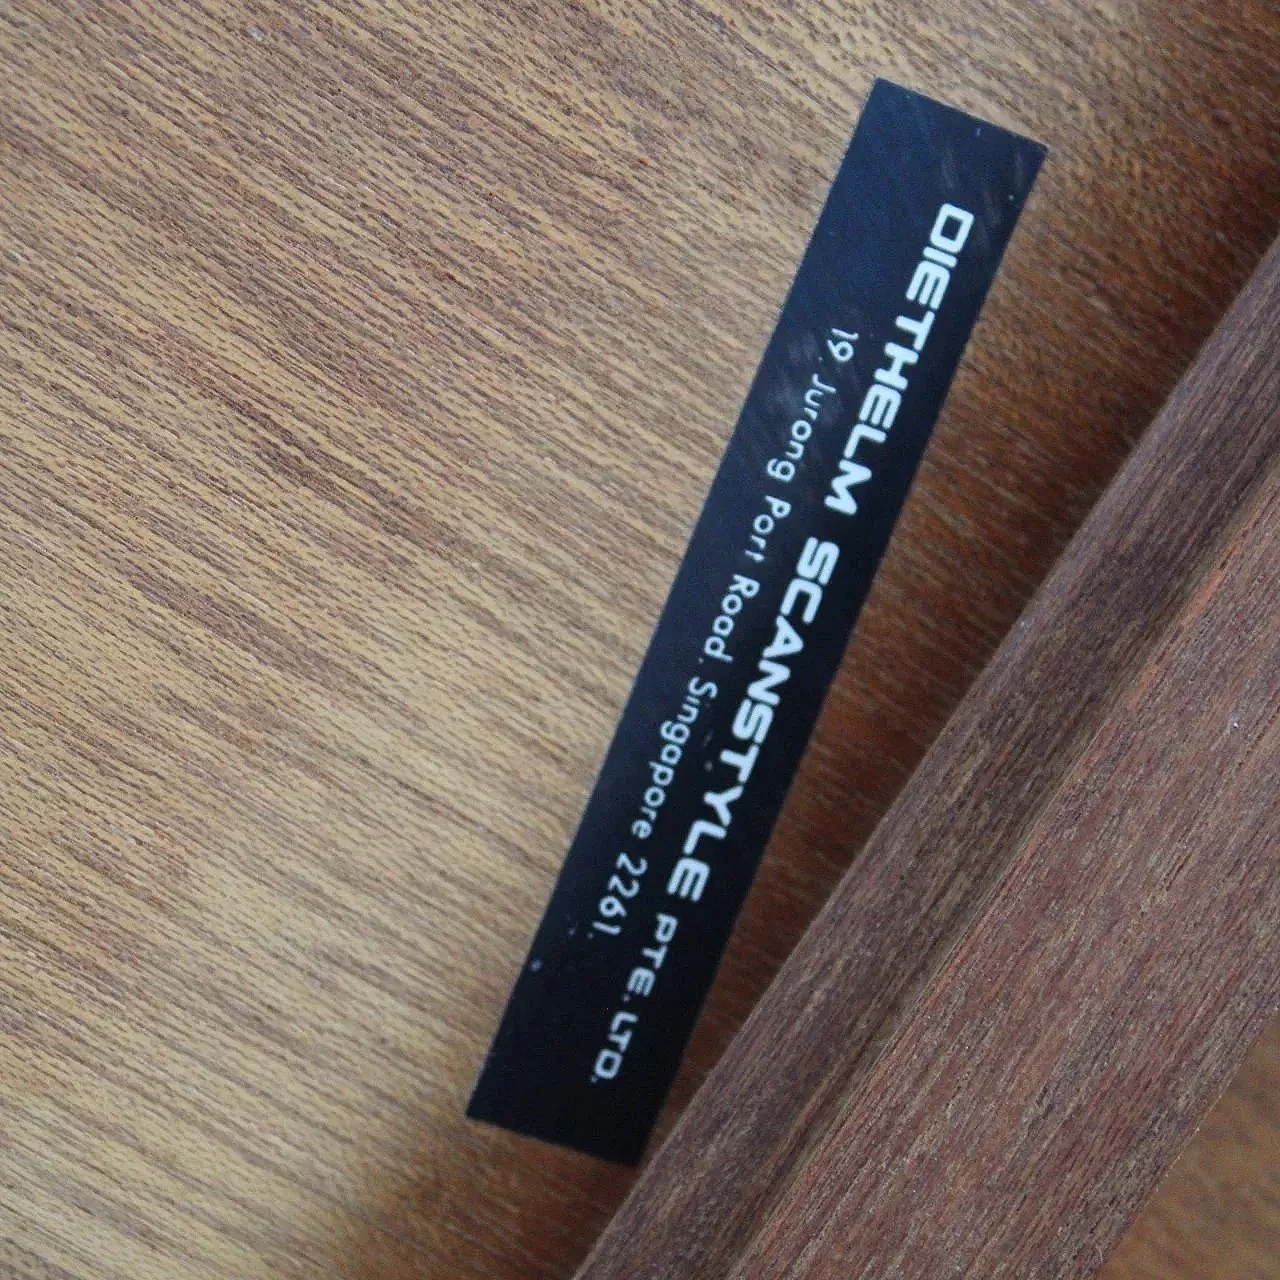 DIETHELM SCANSTYLE PTE. LTD.
19, Jurong Port Road, Singapore 2261.